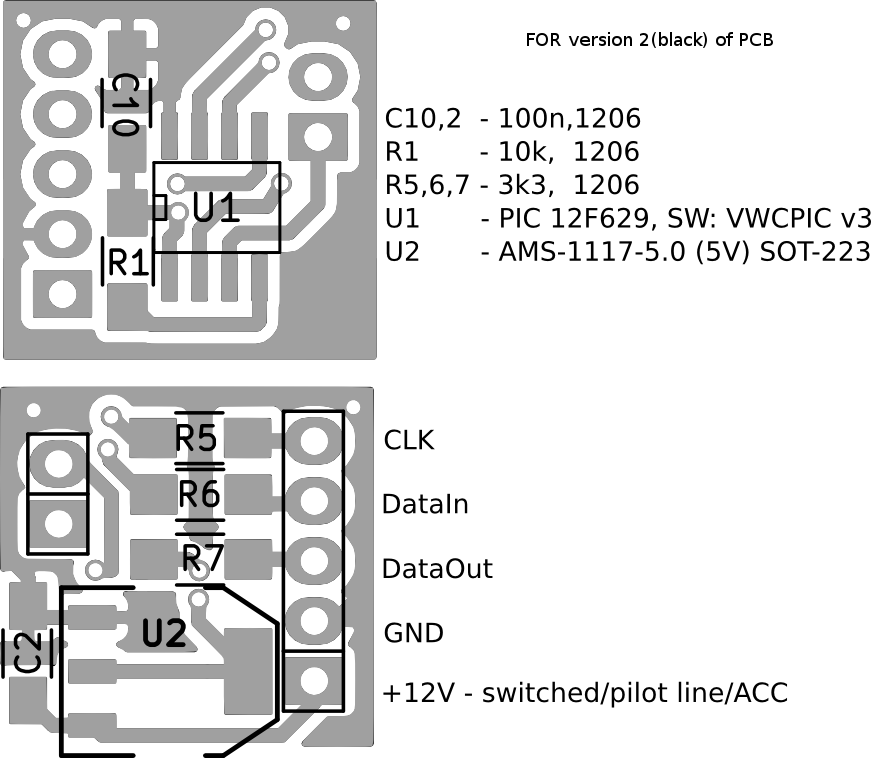 FOR version 2(black) of PCB
C10
U1
R1
C10,2 - 100n,1206
R1 - 10k, 1206
R5,6,7 - 3k3, 1206
U1 - PIC 12F629, SW: VWCPIC v3
U2 - AMS-1117-5.0 (5V) SOT-223
R5
R6
R7
U2
C2
CLK
DataIn
DataOut
GND
+12V - switched/pilot line/ACC